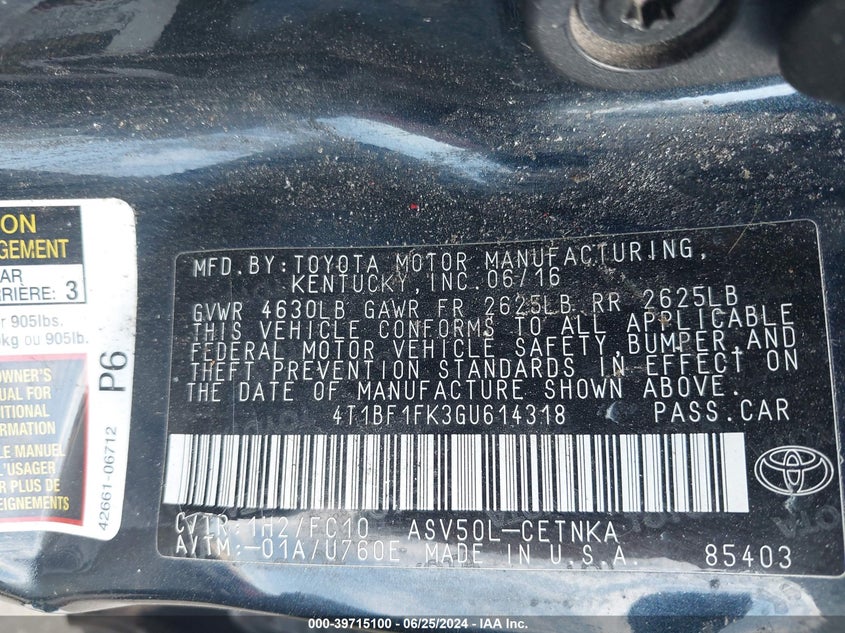 ON
GEMENT
AR
RRIÈRE: 3
r 905lbs.
kg ou 905lb.
OWNER'S
UAL FOR
ITIONAL
RMATION
LE MANUEL
L'USAGER
R PLUS DE
EIGNEMENTS
P6
42661-06712
MFD.BY:TOYOTA MOTOR MANUFACTURING,
KENTUCKY,INC.06/16
GVWR 4630LB GAWR FR 2625LB RR 2625LB
THIS VEHICLE CONFORMS TO ALL APPLICABLE
FEDERAL MOTOR VEHICLE SAFETY,BUMPER,AND
THEFT PREVENTION STANDARDS IN EFFECT ON
THE DATE OF MANUFACTURE SHOWN ABOVE.
4T1BF1FK3GU614318 PASS.CAR
C/TR:1H2/FC10 ASV50L-CETNKA
A/TM:-01A/U760E MADE IN U.S.A. 85403
000-39715100 - 06/25/2024 - IAA Inc.